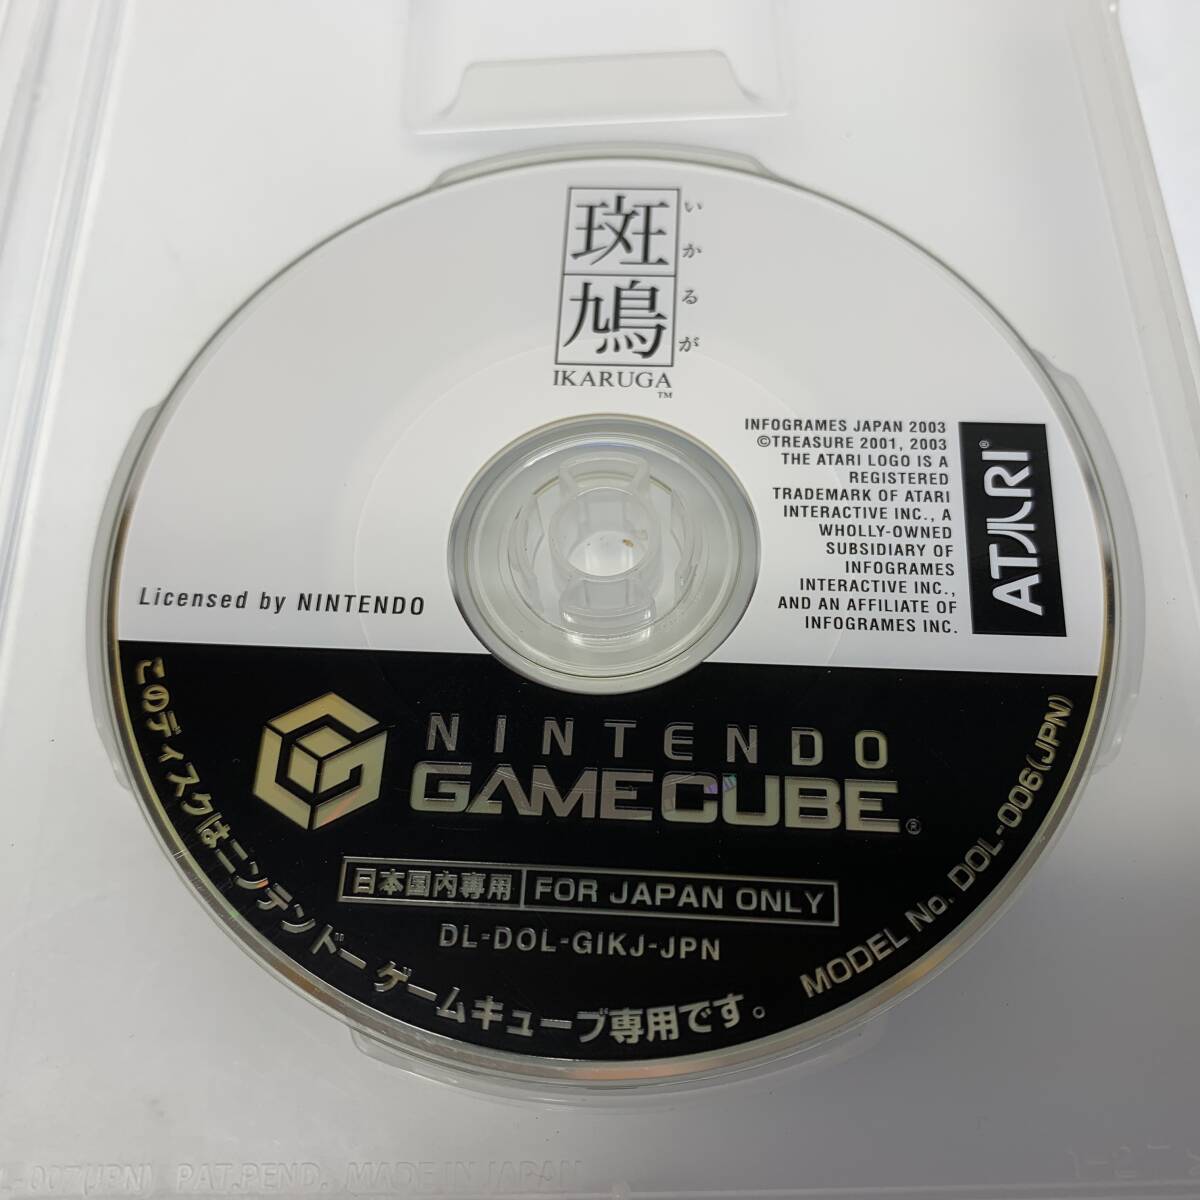 斑鳩
いかるが
IKARUGA™
INFOGRAMES JAPAN 2003
©TREASURE 2001, 2003
THE ATARI LOGO IS A
REGISTERED
TRADEMARK OF ATARI
INTERACTIVE INC., A
WHOLLY-OWNED
SUBSIDIARY OF
INFOGRAMES
INTERACTIVE INC.,
AND AN AFFILIATE OF
INFOGRAMES INC.
ATARI®
Licensed by NINTENDO
NINTENDO
GAMECUBE®
日本国内専用 FOR JAPAN ONLY
DL-DOL-GIKJ-JPN
このディスクはニンテンドー ゲームキューブ専用です。
MODEL No. DOL-006(JPN)
-007(JPN) PAT.PEND. MADE IN JAPAN